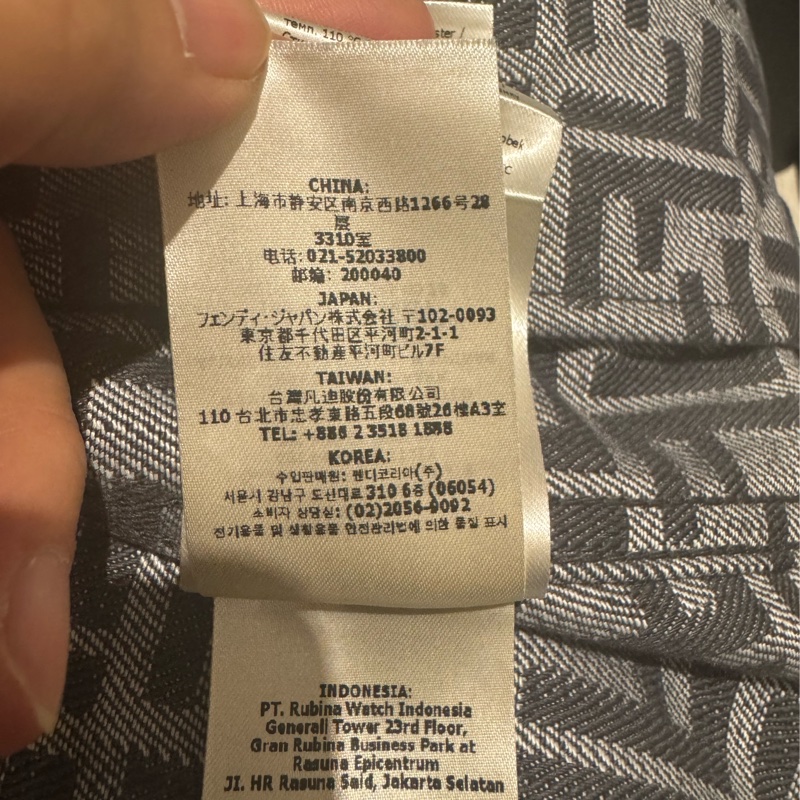 темп. 110 °C
ster /
obek
CHINA:
地址: 上海市静安区南京西路1266号28
层
3310室
电话: 021-52033800
邮编: 200040
JAPAN:
フェンディ・ジャパン株式会社 〒102-0093
東京都千代田区平河町2-1-1
住友不動産平河町ビル7F
TAIWAN:
台灣凡迪股份有限公司
110 台北市忠孝東路五段68號26樓A3室
TEL: +886 2 3518 1888
KOREA:
수입판매원: 펜디코리아(주)
서울시 강남구 도산대로 310 6층 (06054)
소비자 상담실: (02)2056-9092
전기용품 및 생활용품 안전관리법에 의한 품질 표시
INDONESIA:
PT. Rubina Watch Indonesia
Generali Tower 23rd Floor,
Gran Rubina Business Park at
Rasuna Epicentrum
JI. HR Rasuna Said, Jakarta Selatan